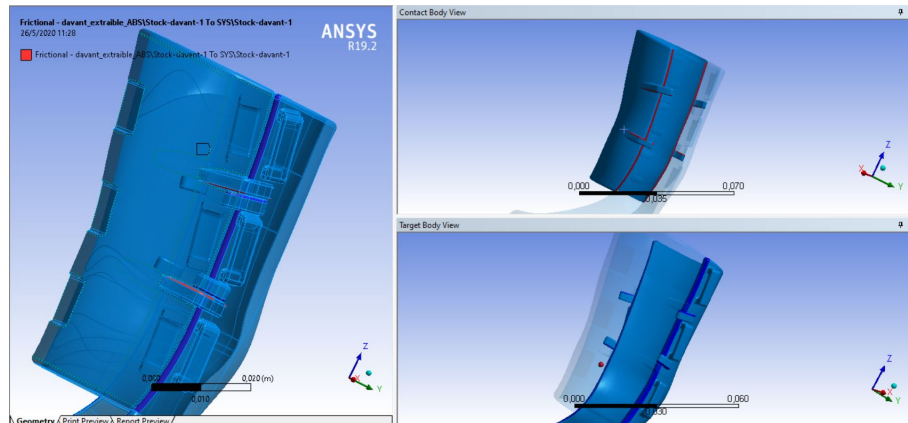 Frictional - davant_extraible_ABS\Stock-davant-1 To SYS\Stock-davant-1
26/5/2020 11:28
Frictional - davant_extraible_ABS\Stock-davant-1 To SYS\Stock-davant-1
ANSYS
R19.2
0,000
0,020 (m)
0,010
Z
X
Y
Geometry / Print Preview \ Report Preview /
Contact Body View
0,000
0,070
0,035
Z
X
Y
Target Body View
0,000
0,060
0,030
Z
X
Y